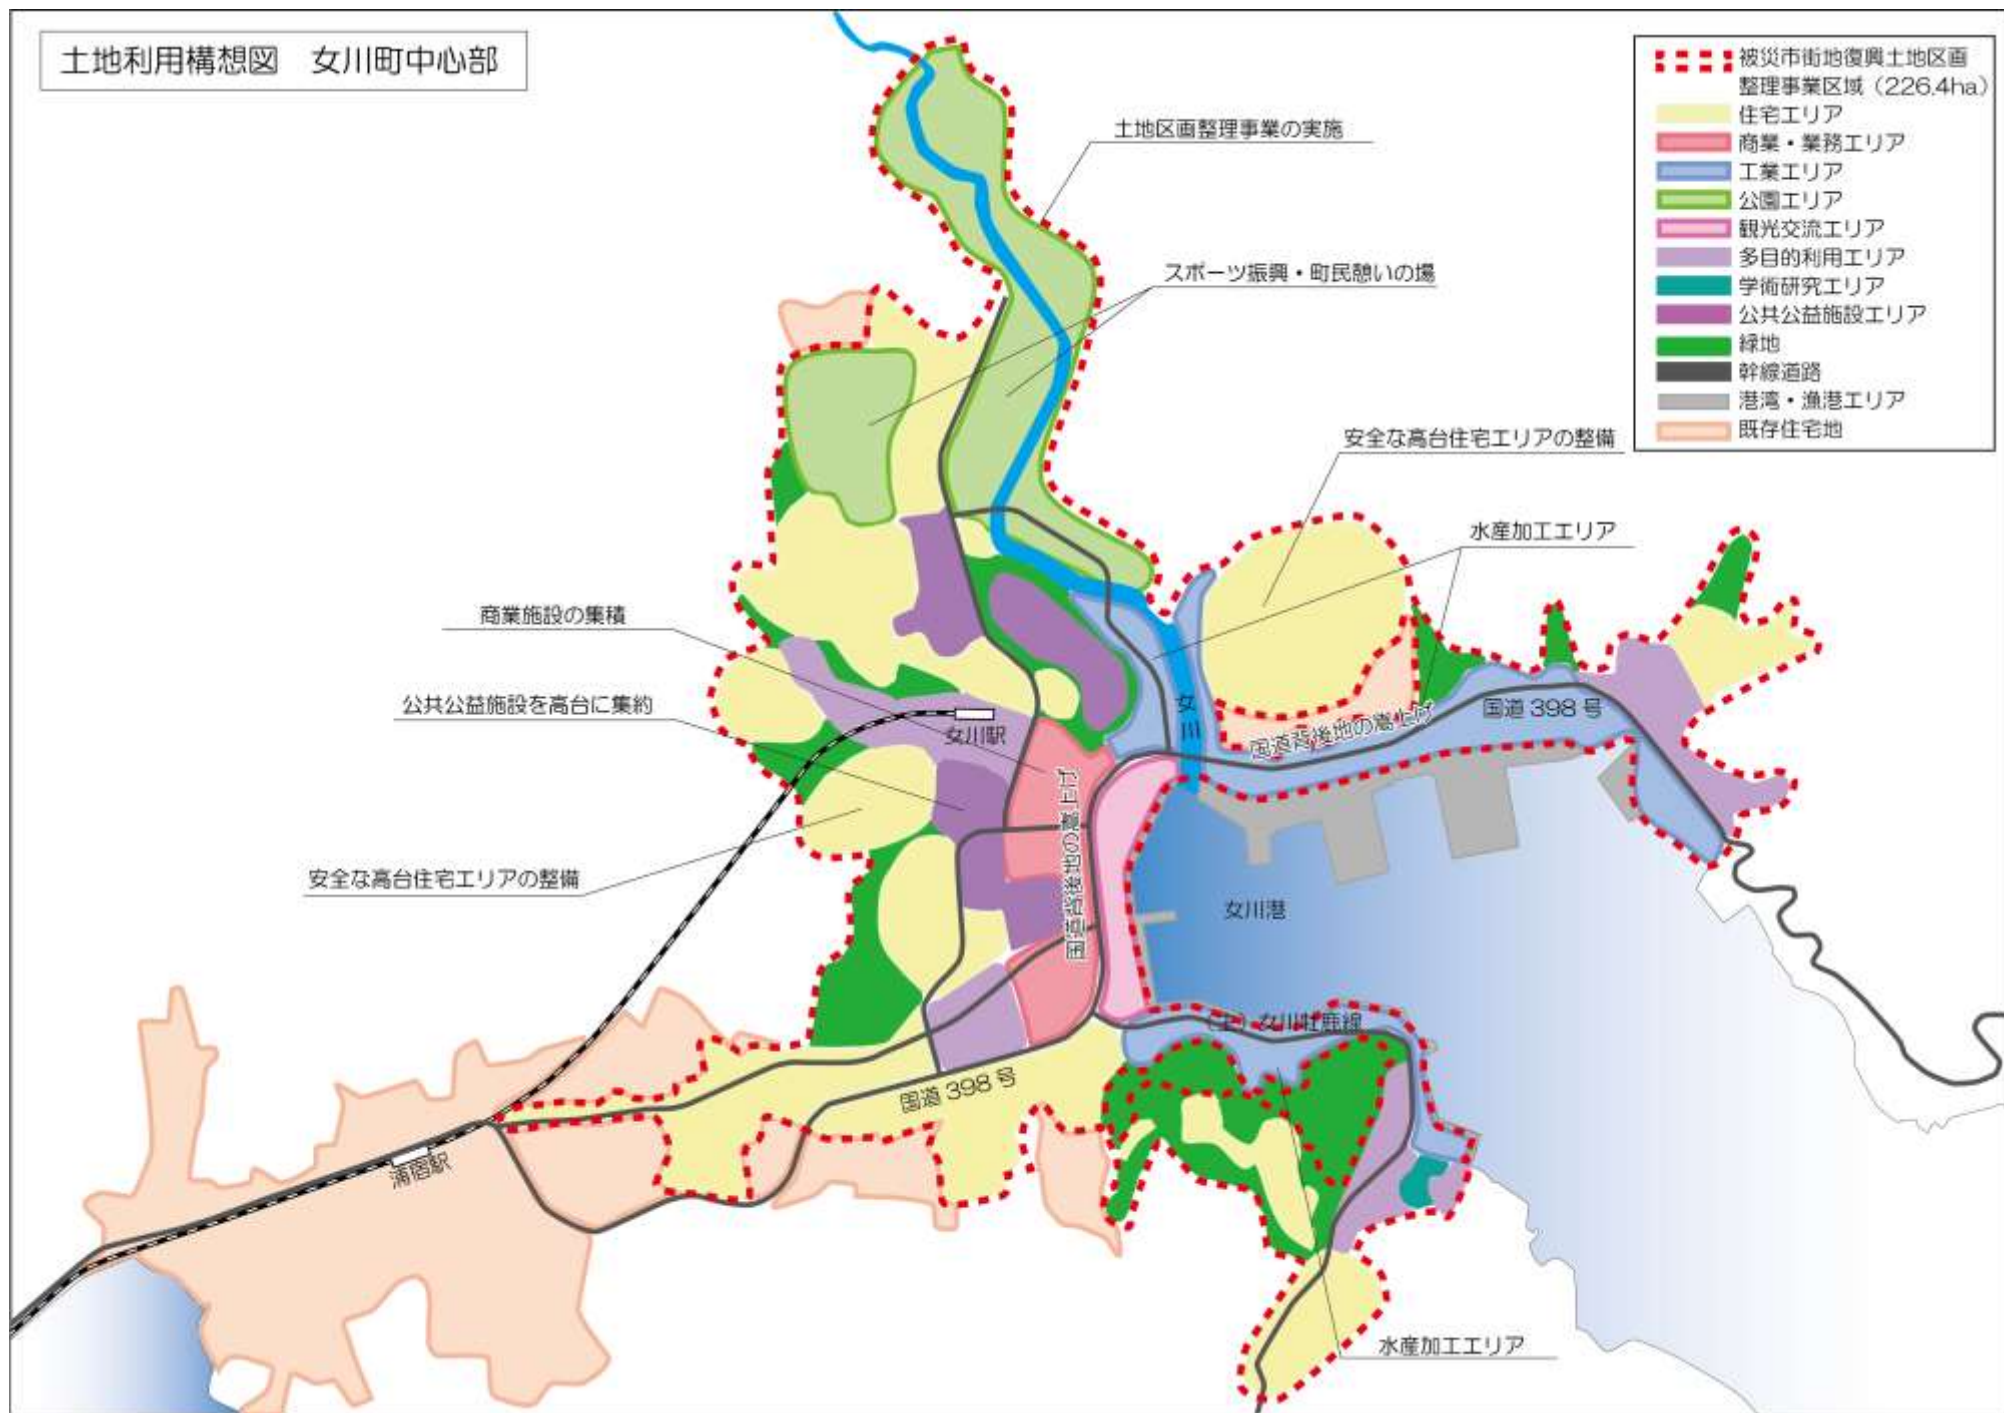 土地利用構想図　女川町中心部
被災市街地復興土地区画
整理事業区域（226.4ha）
住宅エリア
商業・業務エリア
工業エリア
公園エリア
観光交流エリア
多目的利用エリア
学術研究エリア
公共公益施設エリア
緑地
幹線道路
港湾・漁港エリア
既存住宅地
土地区画整理事業の実施
スポーツ振興・町民憩いの場
安全な高台住宅エリアの整備
水産加工エリア
商業施設の集積
公共公益施設を高台に集約
女川駅
女川
国道背後地の嵩上げ
国道 398 号
国道背後地の嵩上げ
安全な高台住宅エリアの整備
女川港
（主）女川牡鹿線
国道 398 号
浦宿駅
水産加工エリア